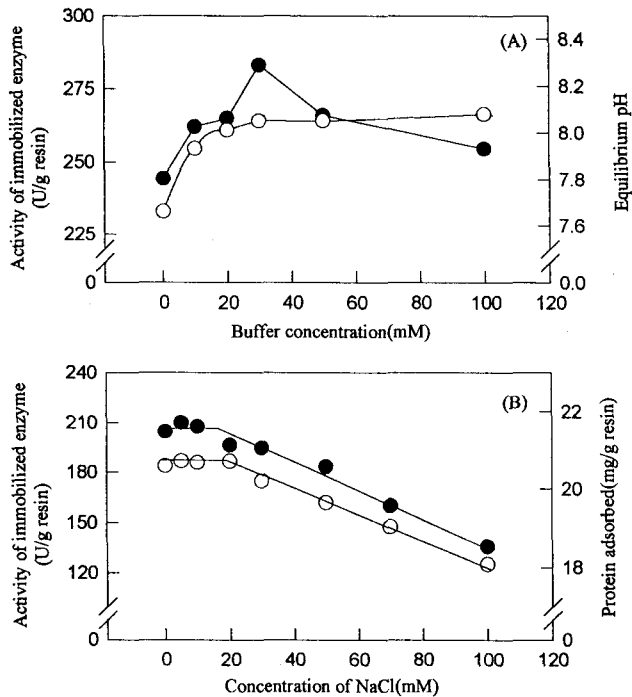 (A)
Activity of immobilized enzyme
(U/g resin)
300
275
250
225
0
8.4
8.2
8.0
7.8
7.6
0.0
Equilibrium pH
0 20 40 60 80 100 120
Buffer concentration(mM)
(B)
Activity of immobilized enzyme
(U/g resin)
240
210
180
150
120
0
22
20
18
0
Protein adsorbed(mg/g resin)
0 20 40 60 80 100 120
Concentration of NaCl(mM)